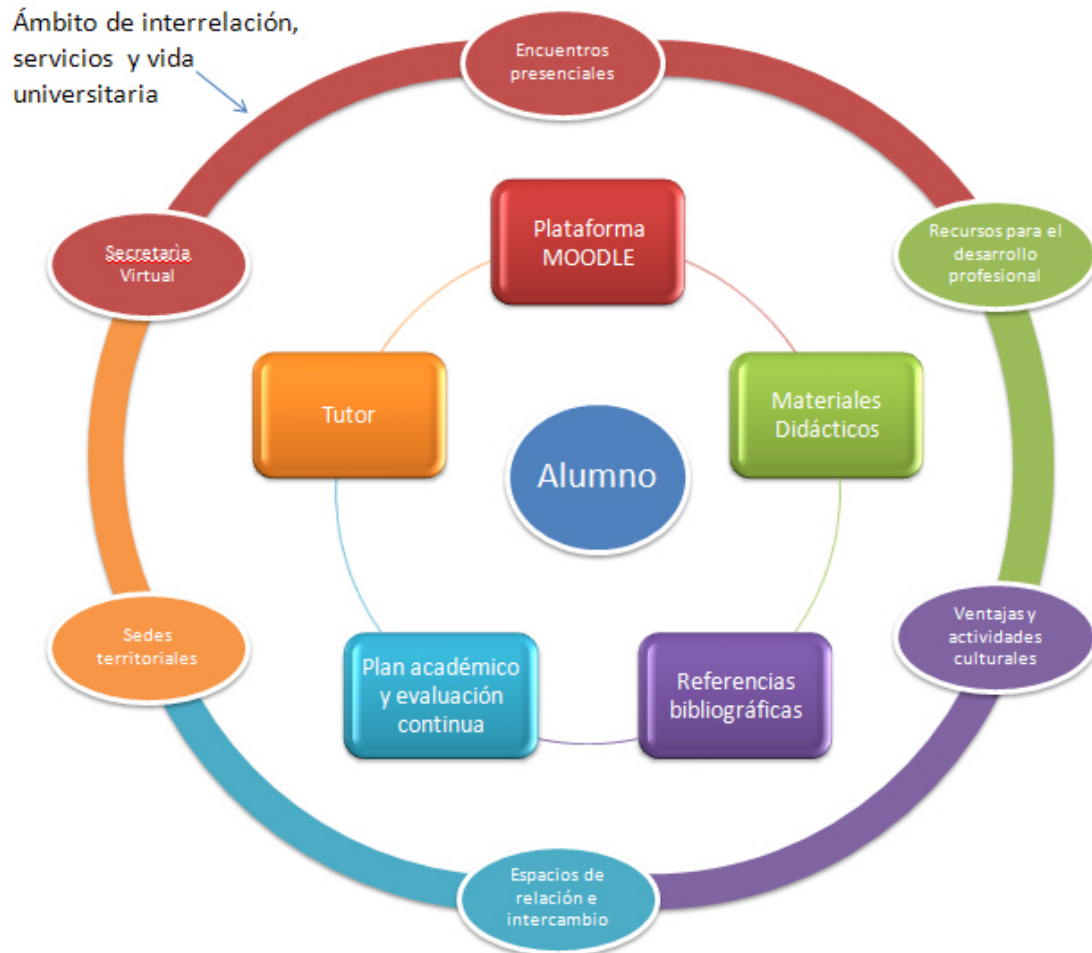 Ámbito de interrelación,
servicios y vida
universitaria
Encuentros
presenciales
Secretarìa
Virtual
Recursos para el
desarrollo
profesional
Plataforma
MOODLE
Tutor
Materiales
Didácticos
Alumno
Sedes
territoriales
Ventajas y
actividades
culturales
Plan académico
y evaluación
continua
Referencias
bibliográficas
Espacios de
relación e
intercambio